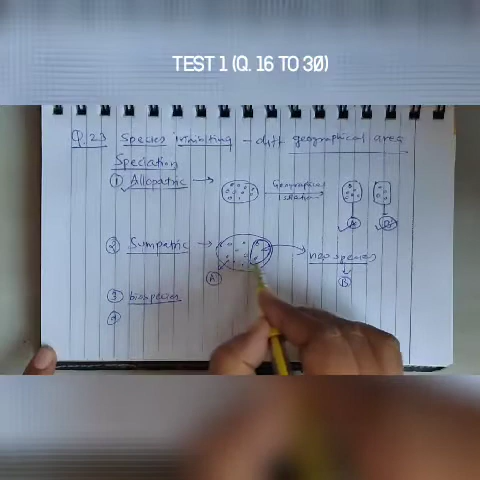 TEST 1 (Q. 16 TO 30)
Q.23 Species inhabiting - diff geographical area
Speciation
① Allopatric → Geographical Isolation
A
② Sympatric → new species
A B
③ biospecies
④